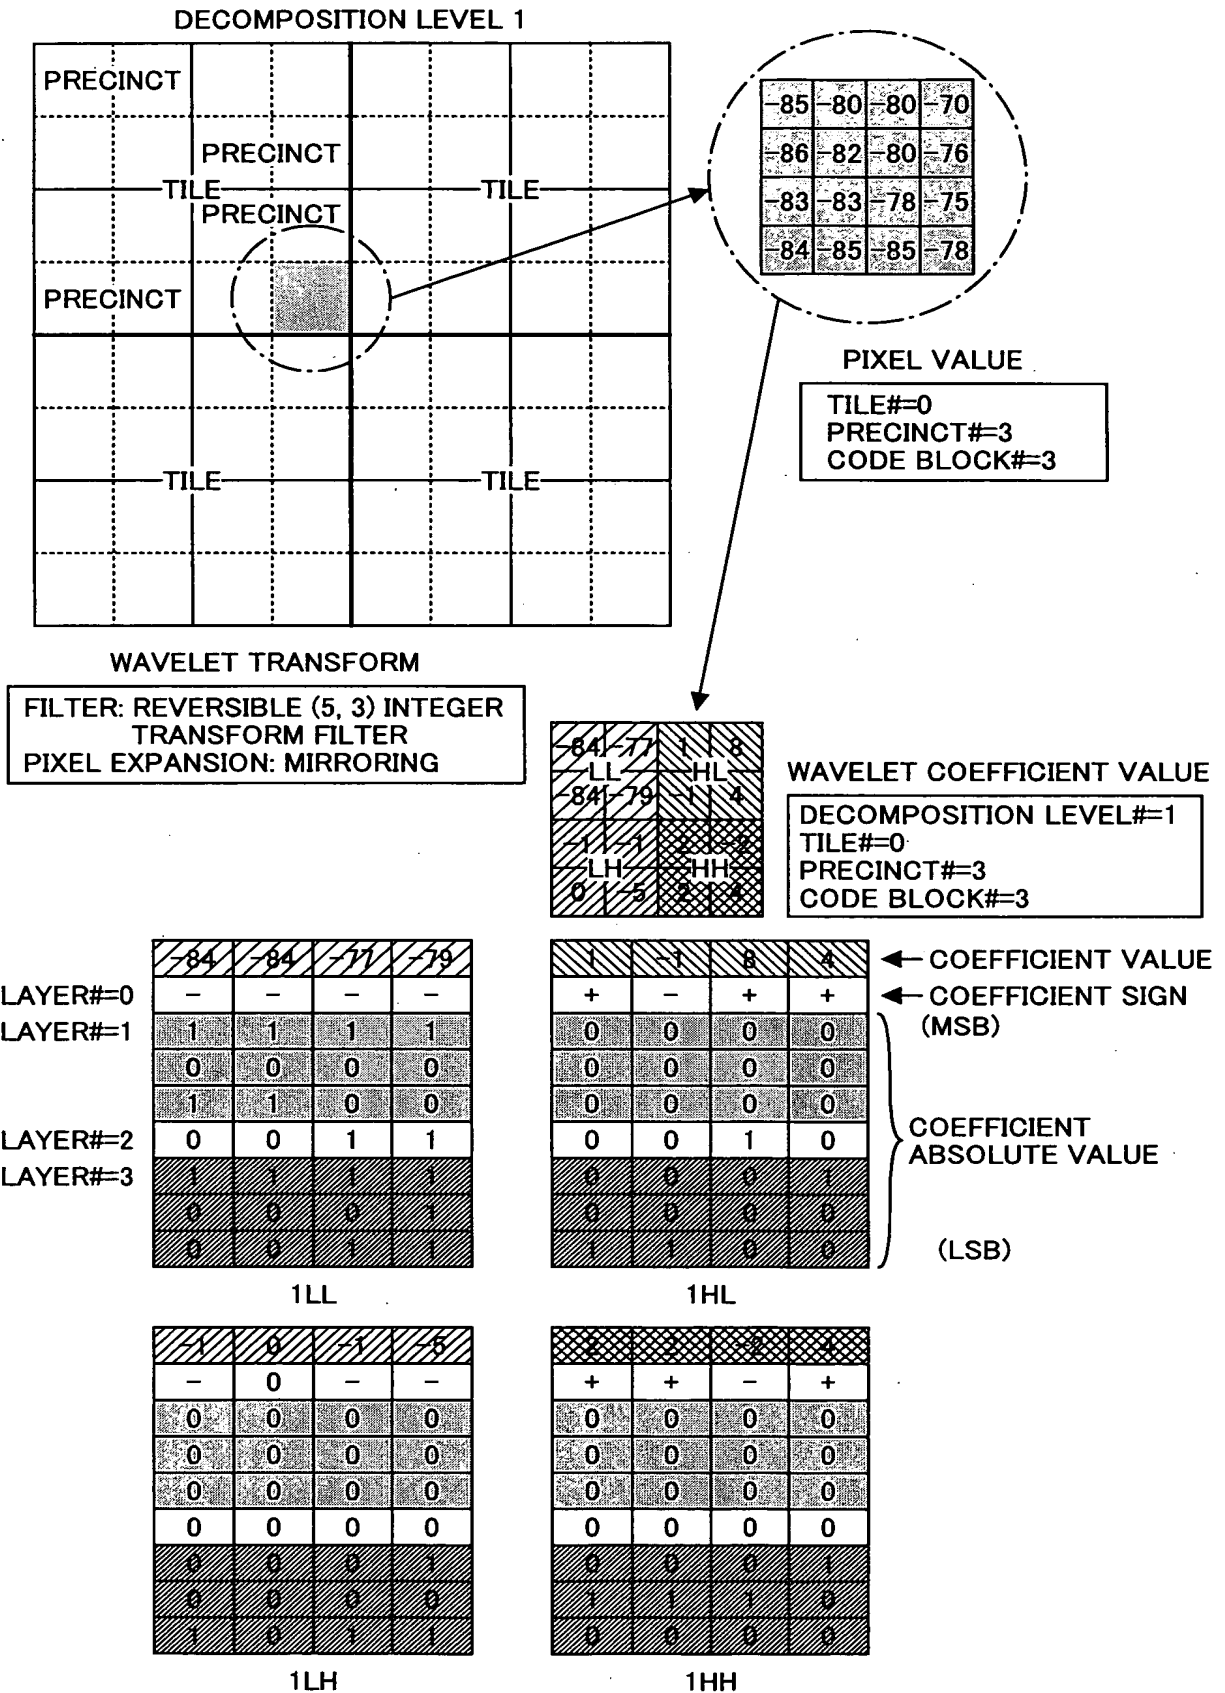 DECOMPOSITION LEVEL 1
PRECINCT
PRECINCT
TILE TILE
PRECINCT
PRECINCT
TILE TILE
-85 -80 -80 -70
-86 -82 -80 -76
-83 -83 -78 -75
-84 -85 -85 -78
PIXEL VALUE
TILE#=0
PRECINCT#=3
CODE BLOCK#=3
WAVELET TRANSFORM
FILTER: REVERSIBLE (5, 3) INTEGER
TRANSFORM FILTER
PIXEL EXPANSION: MIRRORING
-84 -77 1 8
LL HL
-84 -79 -1 4
-1 -1 2 -2
LH HH
0 -5 2 4
WAVELET COEFFICIENT VALUE
DECOMPOSITION LEVEL#=1
TILE#=0
PRECINCT#=3
CODE BLOCK#=3
-84 -84 -77 -79
LAYER#=0 - - - -
LAYER#=1 1 1 1 1
0 0 0 0
1 1 0 0
LAYER#=2 0 0 1 1
LAYER#=3 1 1 1 1
0 0 0 1
0 0 1 1
1LL
1 -1 8 4 COEFFICIENT VALUE
+ - + + COEFFICIENT SIGN
0 0 0 0 (MSB)
0 0 0 0
0 0 0 0
0 0 1 0
0 0 0 1
0 0 0 0
1 1 0 0 (LSB)
COEFFICIENT
ABSOLUTE VALUE
1HL
-1 0 -1 -5
- 0 - -
0 0 0 0
0 0 0 0
0 0 0 0
0 0 0 0
0 0 0 1
0 0 0 0
1 0 1 1
1LH
2 2 -2 4
+ + - +
0 0 0 0
0 0 0 0
0 0 0 0
0 0 0 0
0 0 0 1
1 1 1 0
0 0 0 0
1HH